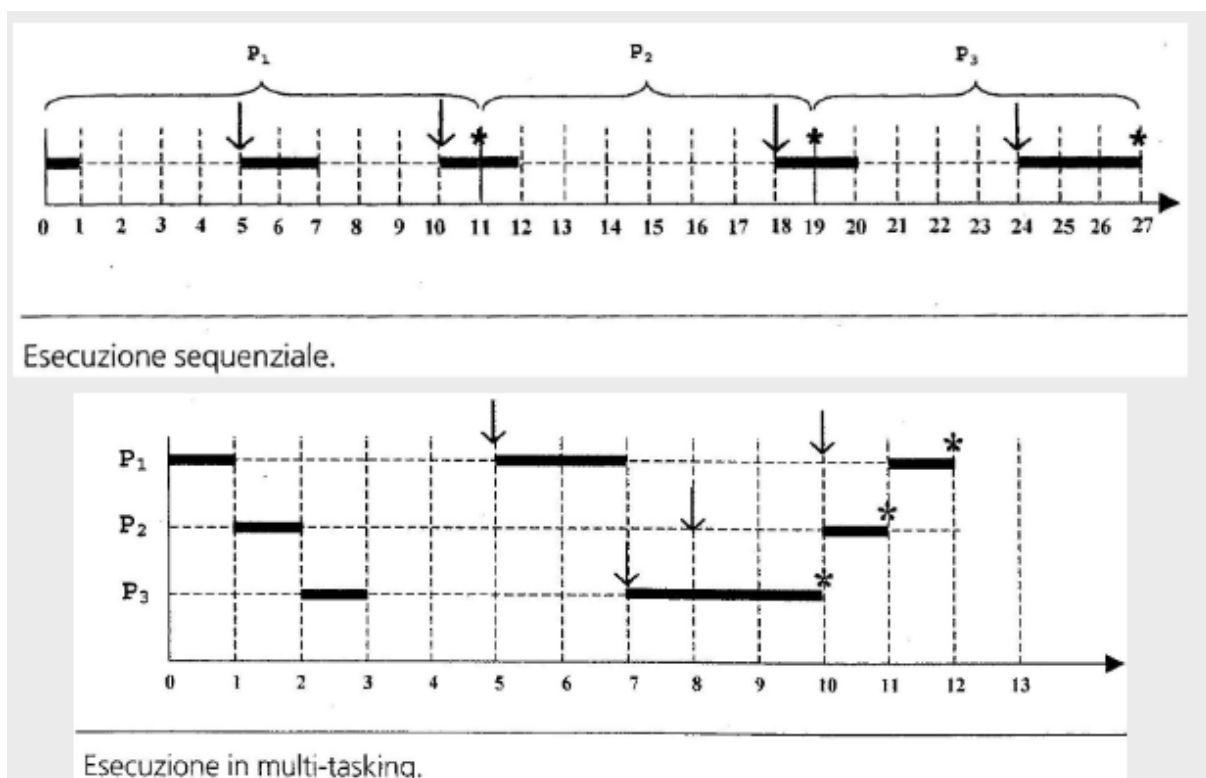 P₁ P₂ P₃
* * *
0 1 2 3 4 5 6 7 8 9 10 11 12 13 14 15 16 17 18 19 20 21 22 23 24 25 26 27
Esecuzione sequenziale.
P₁ *
P₂ *
P₃ *
0 1 2 3 4 5 6 7 8 9 10 11 12 13
Esecuzione in multi-tasking.